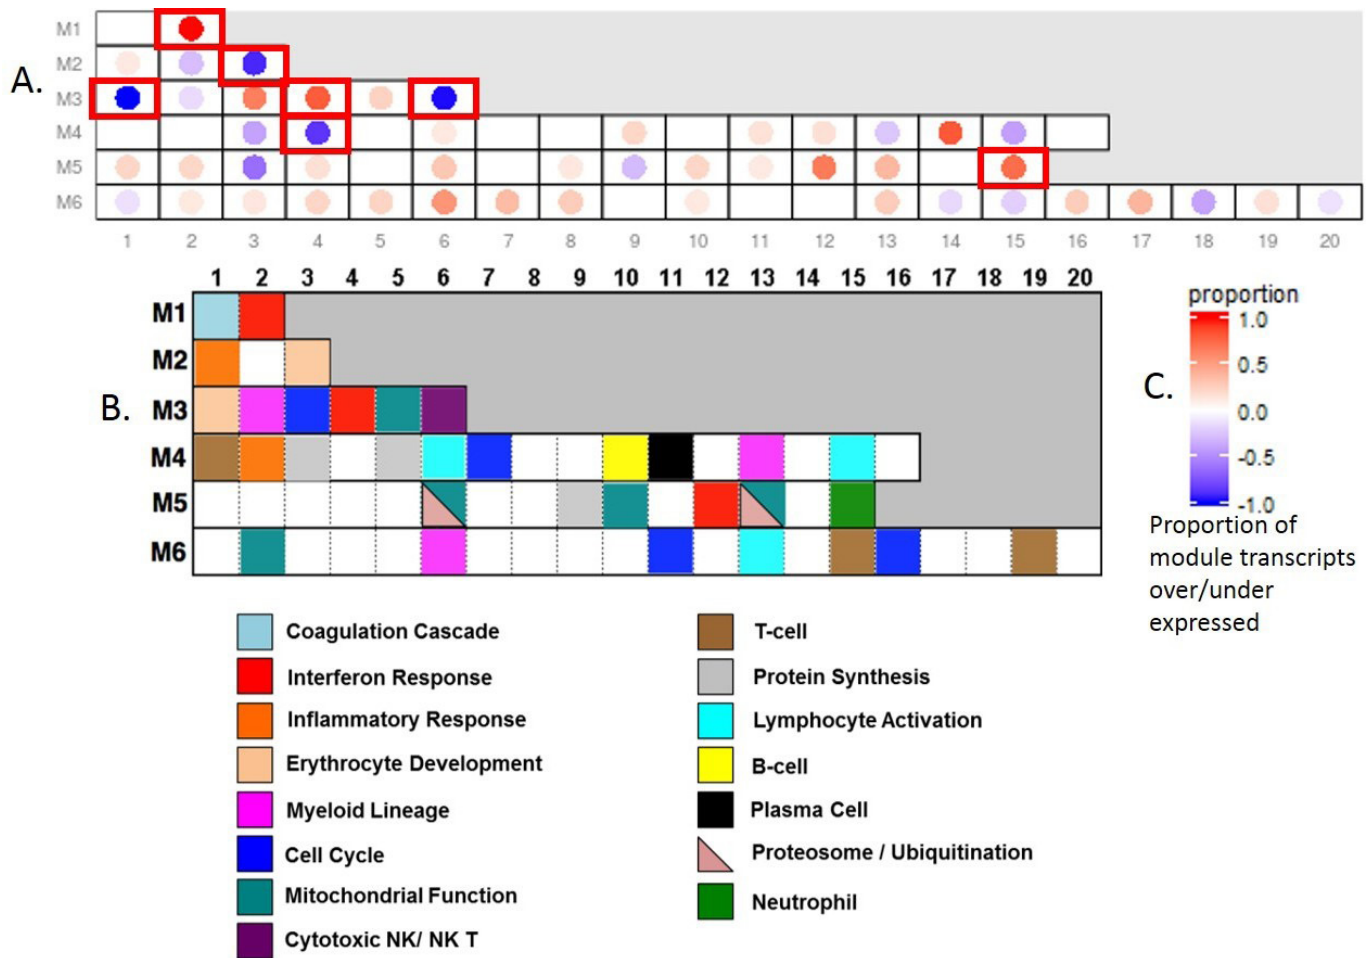 A.
M1
M2
M3
M4
M5
M6
1 2 3 4 5 6 7 8 9 10 11 12 13 14 15 16 17 18 19 20
B.
1 2 3 4 5 6 7 8 9 10 11 12 13 14 15 16 17 18 19 20
M1
M2
M3
M4
M5
M6
C.
proportion
1.0
0.5
0.0
-0.5
-1.0
Proportion of
module transcripts
over/under
expressed
Coagulation Cascade
Interferon Response
Inflammatory Response
Erythrocyte Development
Myeloid Lineage
Cell Cycle
Mitochondrial Function
Cytotoxic NK/ NK T
T-cell
Protein Synthesis
Lymphocyte Activation
B-cell
Plasma Cell
Proteosome / Ubiquitination
Neutrophil